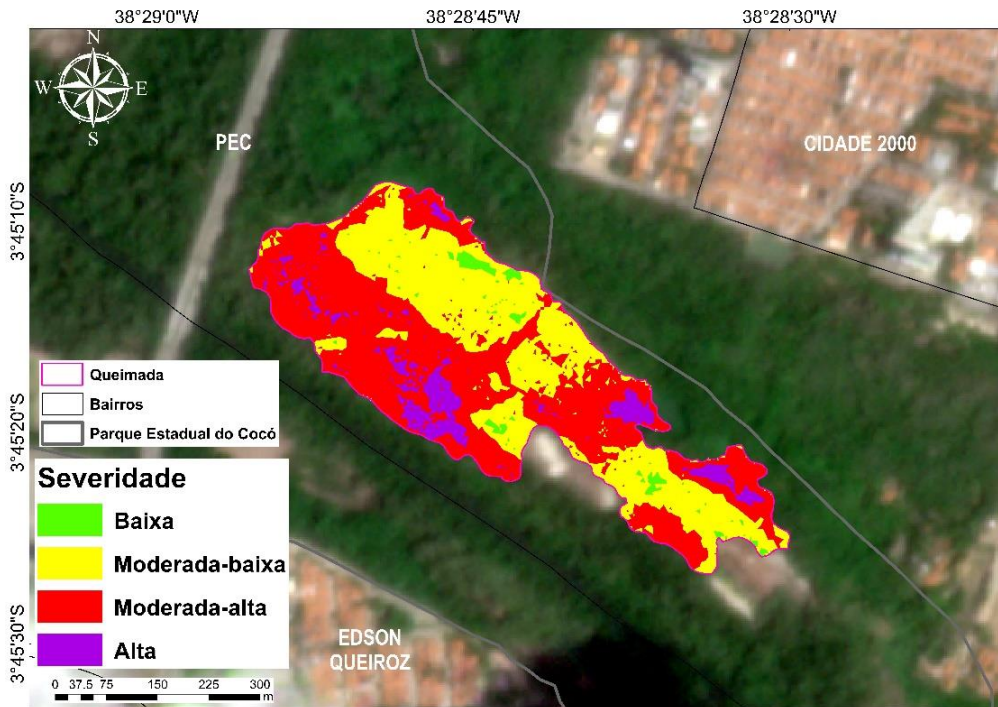 38°29'0"W
38°28'45"W
38°28'30"W
N
W E
S
PEC
CIDADE 2000
3°45'10"S
3°45'20"S
3°45'30"S
Queimada
Bairros
Parque Estadual do Cocó
Severidade
Baixa
Moderada-baixa
Moderada-alta
Alta
0 37.5 75 150 225 300
m
EDSON
QUEIROZ